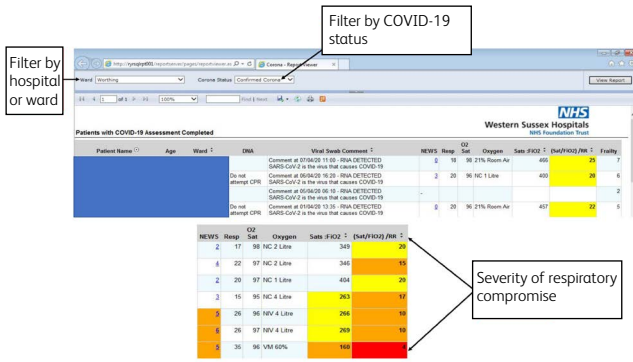 Filter by COVID-19
status
Filter by
hospital
or ward
Corona - Report Viewer
Ward Worthing
Corona Status Confirmed Corona
View Report
1 of 1 100% Find | Next
NHS
Western Sussex Hospitals
NHS Foundation Trust
Patients with COVID-19 Assessment Completed
Patient Name Age Ward DNA Viral Swab Comment NEWS Resp O2 Sat Oxygen Sats :FiO2 (Sat/FiO2) /RR Frailty
Comment at 07/04/20 11:00 - RNA DETECTED
SARS-CoV-2 is the virus that causes COVID-19
0 18 98 21% Room Air 466 25 7
Do not attempt CPR
Comment at 06/04/20 16:20 - RNA DETECTED
SARS-CoV-2 is the virus that causes COVID-19
3 20 96 NC 1 Litre 400 20 6
Comment at 05/04/20 06:10 - RNA DETECTED
SARS-CoV-2 is the virus that causes COVID-19
- 2
Do not attempt CPR
Comment at 01/04/20 13:35 - RNA DETECTED
SARS-CoV-2 is the virus that causes COVID-19
0 20 96 21% Room Air 457 22 5
NEWS Resp O2 Sat Oxygen Sats :FiO2 (Sat/FiO2) /RR
2 17 98 NC 2 Litre 349 20
4 22 97 NC 2 Litre 346 15
2 20 97 NC 1 Litre 404 20
3 15 95 NC 4 Litre 263 17
5 26 96 NIV 4 Litre 266 10
6 26 97 NIV 4 Litre 269 10
5 35 96 VM 60% 160
Severity of respiratory
compromise